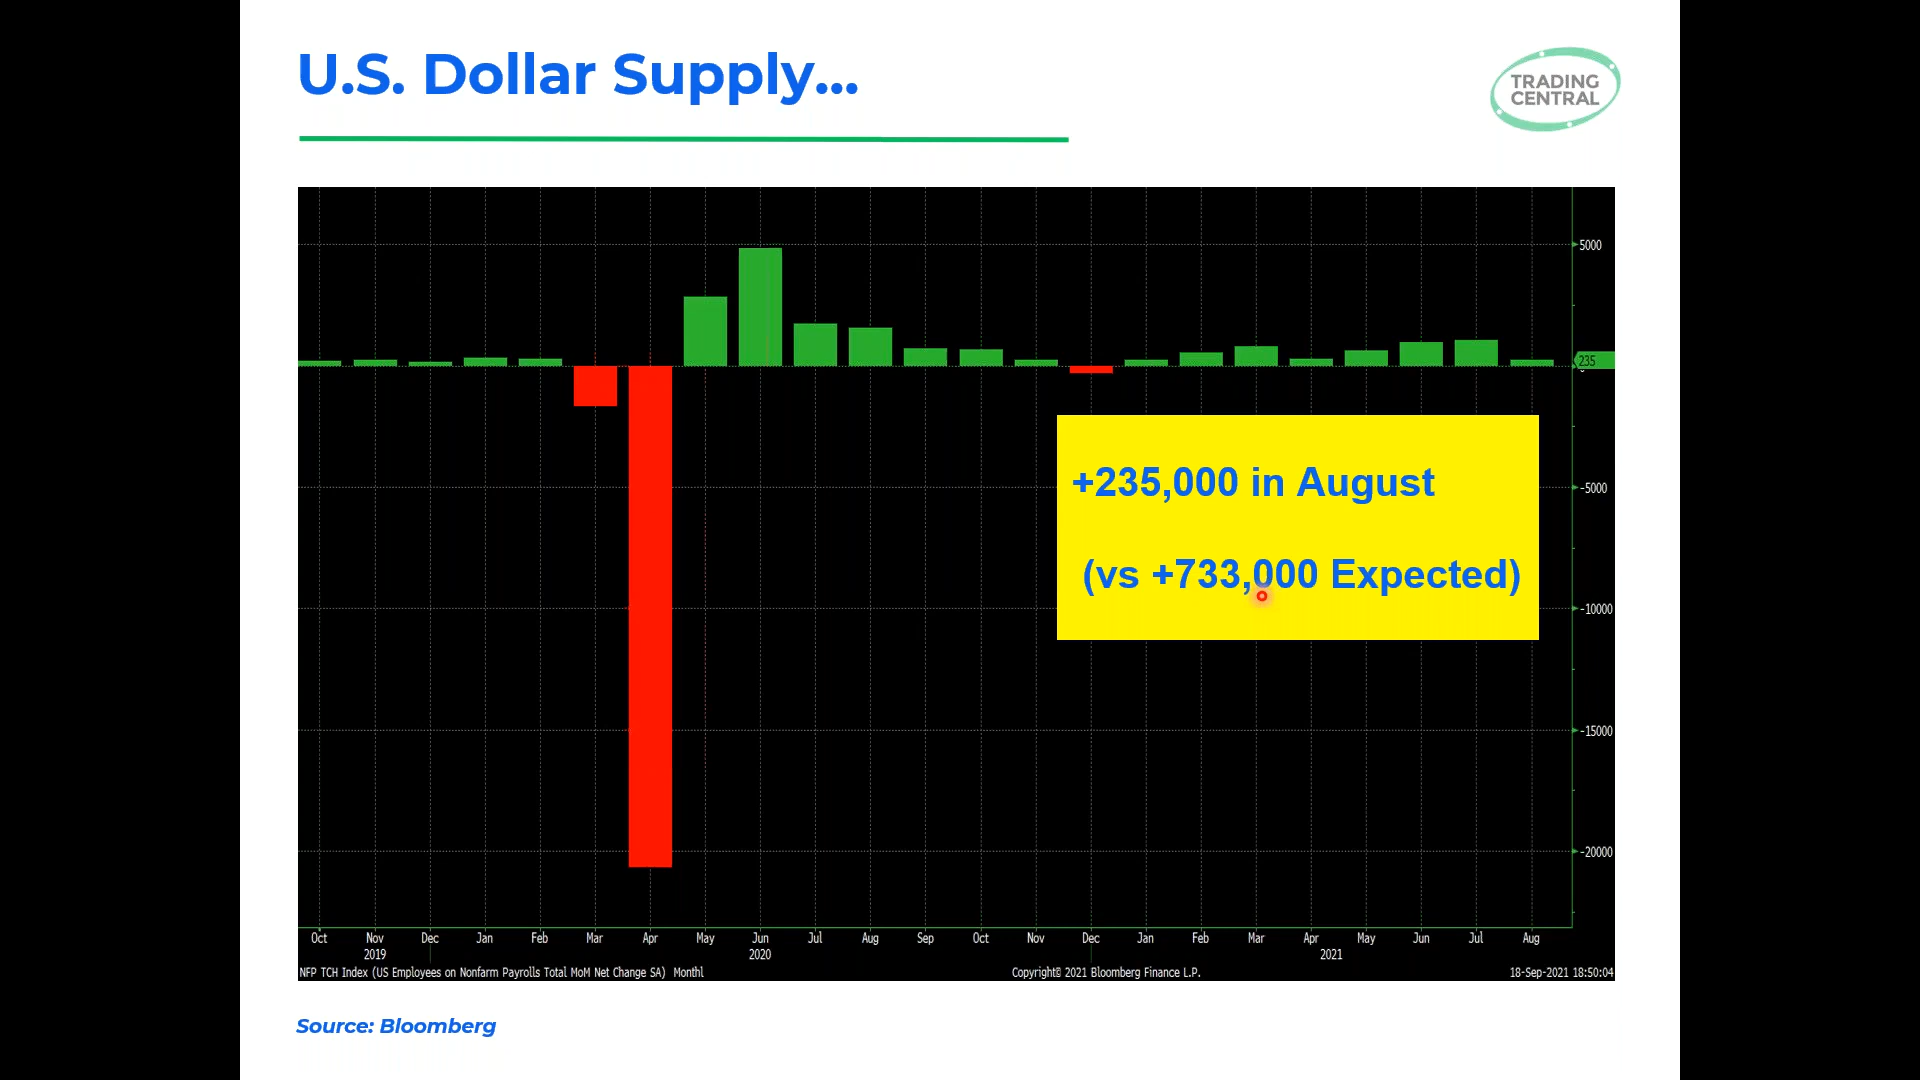 U.S. Dollar Supply...
TRADING
CENTRAL
5000
235
-5000
-10000
-15000
-20000
+235,000 in August
(vs +733,000 Expected)
Oct Nov Dec Jan Feb Mar Apr May Jun Jul Aug Sep Oct Nov Dec Jan Feb Mar Apr May Jun Jul Aug
2019 2020 2021
NFP TCH Index (US Employees on Nonfarm Payrolls Total MoM Net Change SA) Monthl Copyright© 2021 Bloomberg Finance L.P. 18-Sep-2021 18:50:04
Source: Bloomberg